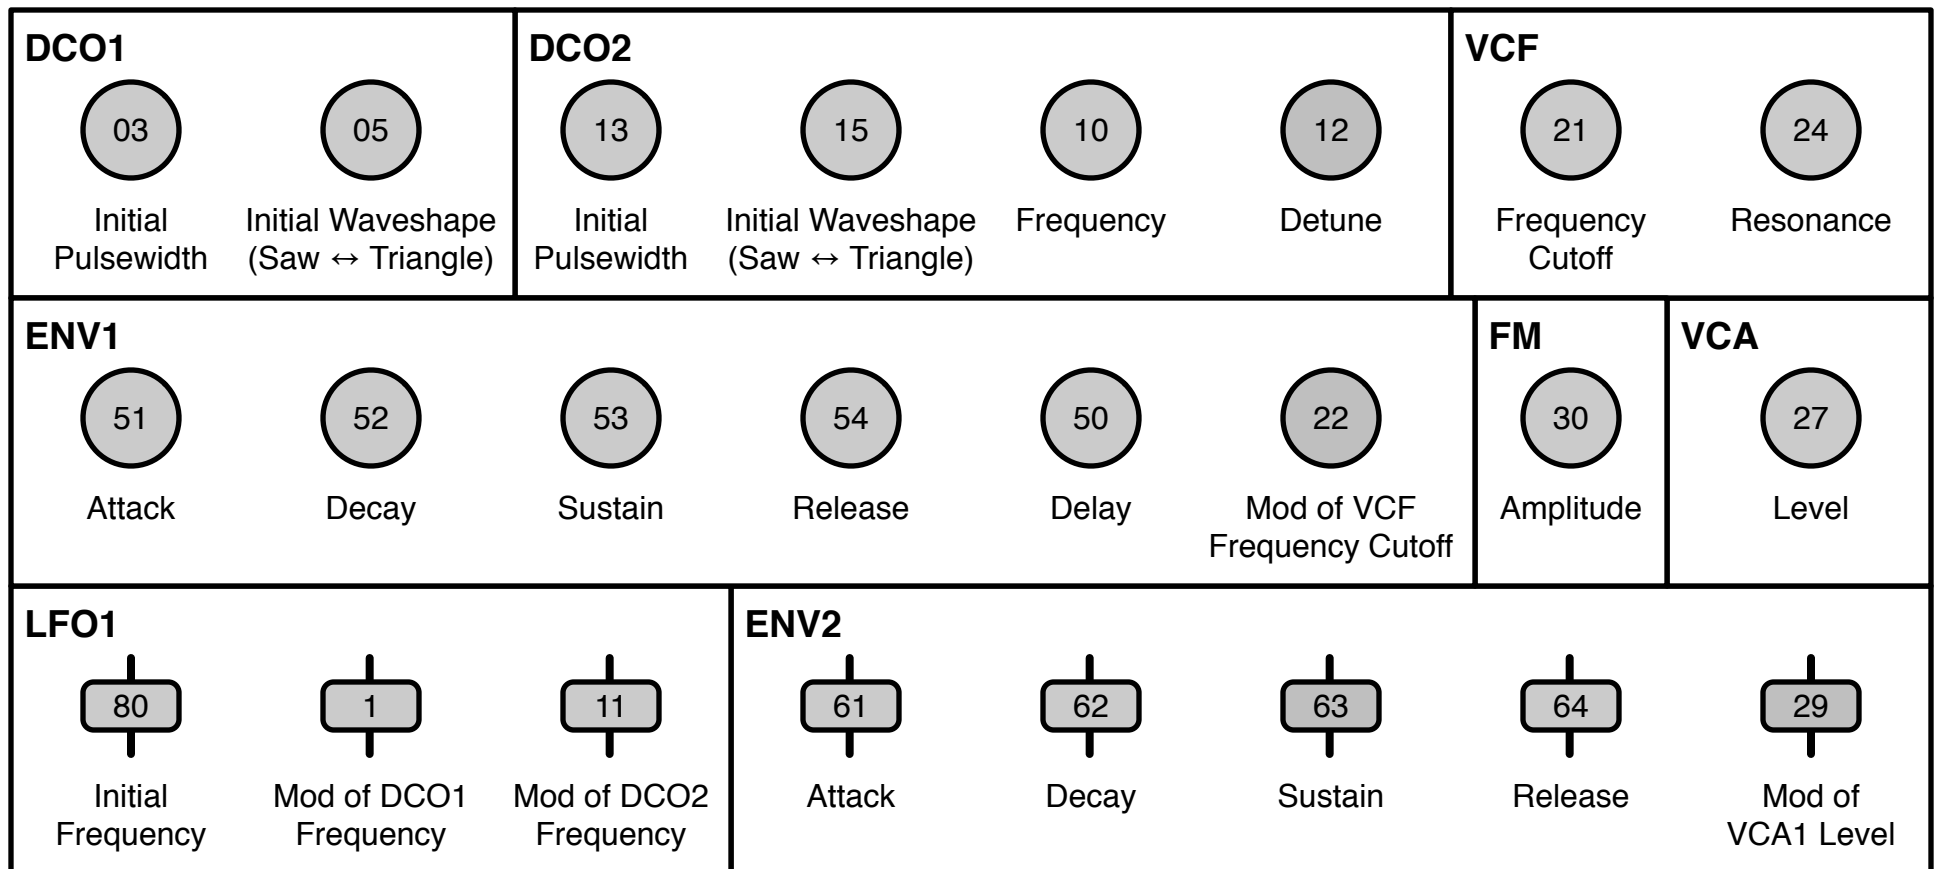 DCO1
03
05
Initial
Pulsewidth
Initial Waveshape
(Saw ↔ Triangle)
DCO2
13
15
10
12
Initial
Pulsewidth
Initial Waveshape
(Saw ↔ Triangle)
Frequency
Detune
VCF
21
24
Frequency
Cutoff
Resonance
ENV1
51
52
53
54
50
22
Attack
Decay
Sustain
Release
Delay
Mod of VCF
Frequency Cutoff
FM
30
Amplitude
VCA
27
Level
LFO1
80
1
11
Initial
Frequency
Mod of DCO1
Frequency
Mod of DCO2
Frequency
ENV2
61
62
63
64
29
Attack
Decay
Sustain
Release
Mod of
VCA1 Level